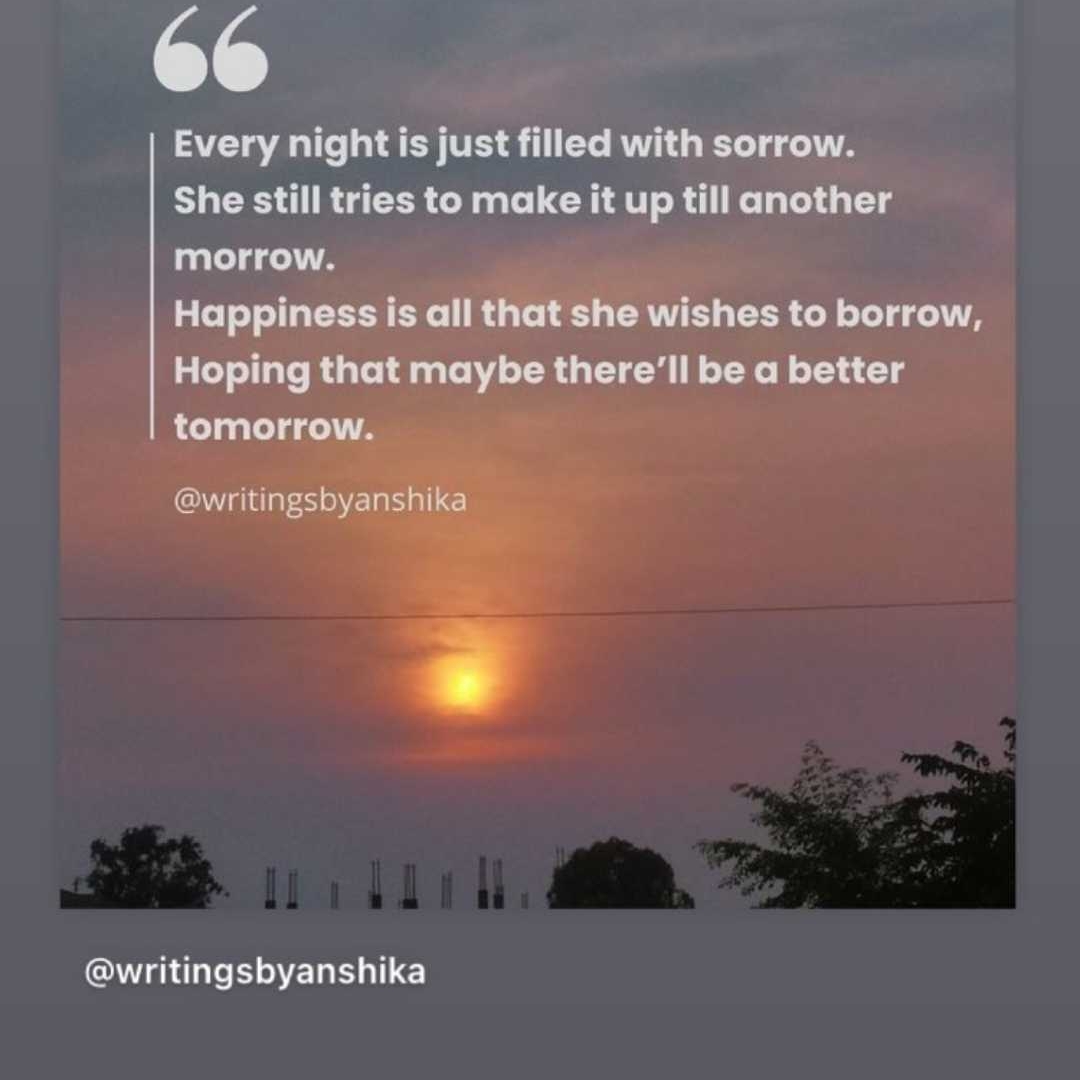 “
Every night is just filled with sorrow.
She still tries to make it up till another
morrow.
Happiness is all that she wishes to borrow,
Hoping that maybe there’ll be a better
tomorrow.
@writingsbyanshika
@writingsbyanshika